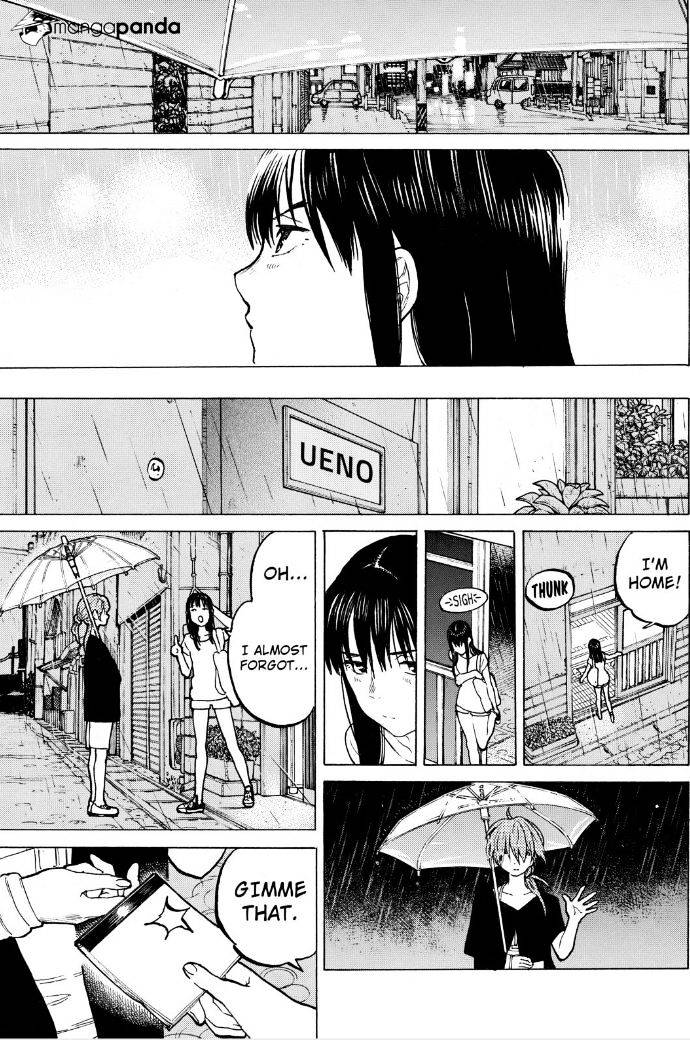 mangapanda
UENO
I'M
HOME!
THUNK
SIGH
OH...
I ALMOST
FORGOT...
GIMME
THAT.